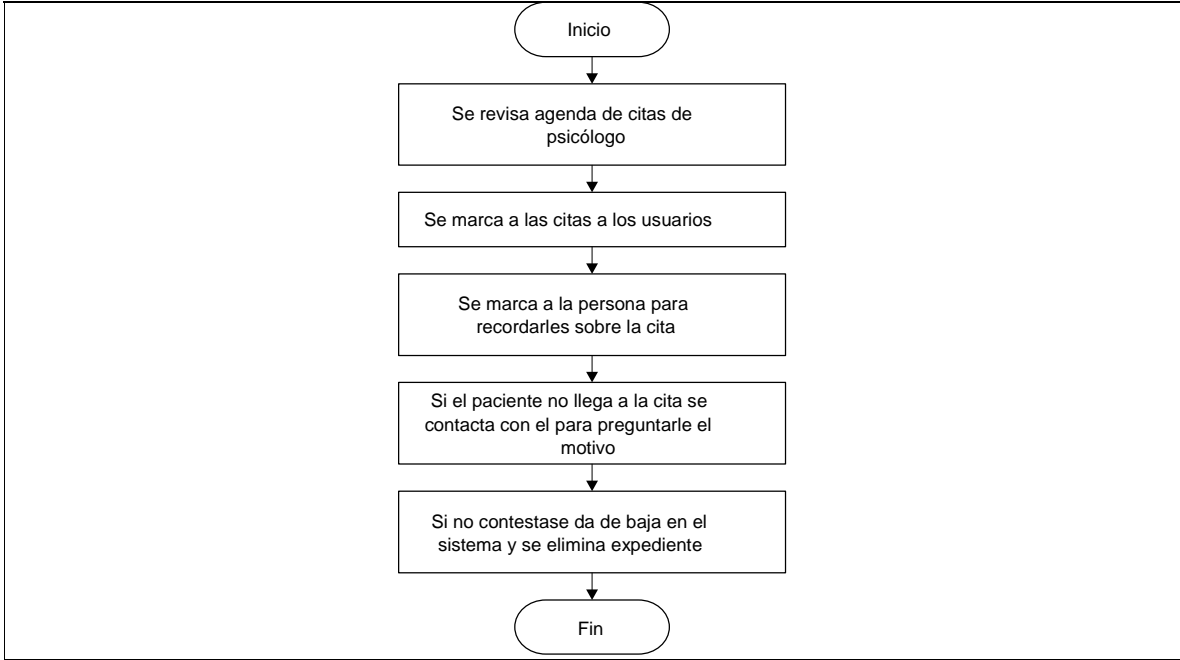 Inicio
Se revisa agenda de citas de
psicólogo
Se marca a las citas a los usuarios
Se marca a la persona para
recordarles sobre la cita
Si el paciente no llega a la cita se
contacta con el para preguntarle el
motivo
Si no contestase da de baja en el
sistema y se elimina expediente
Fin